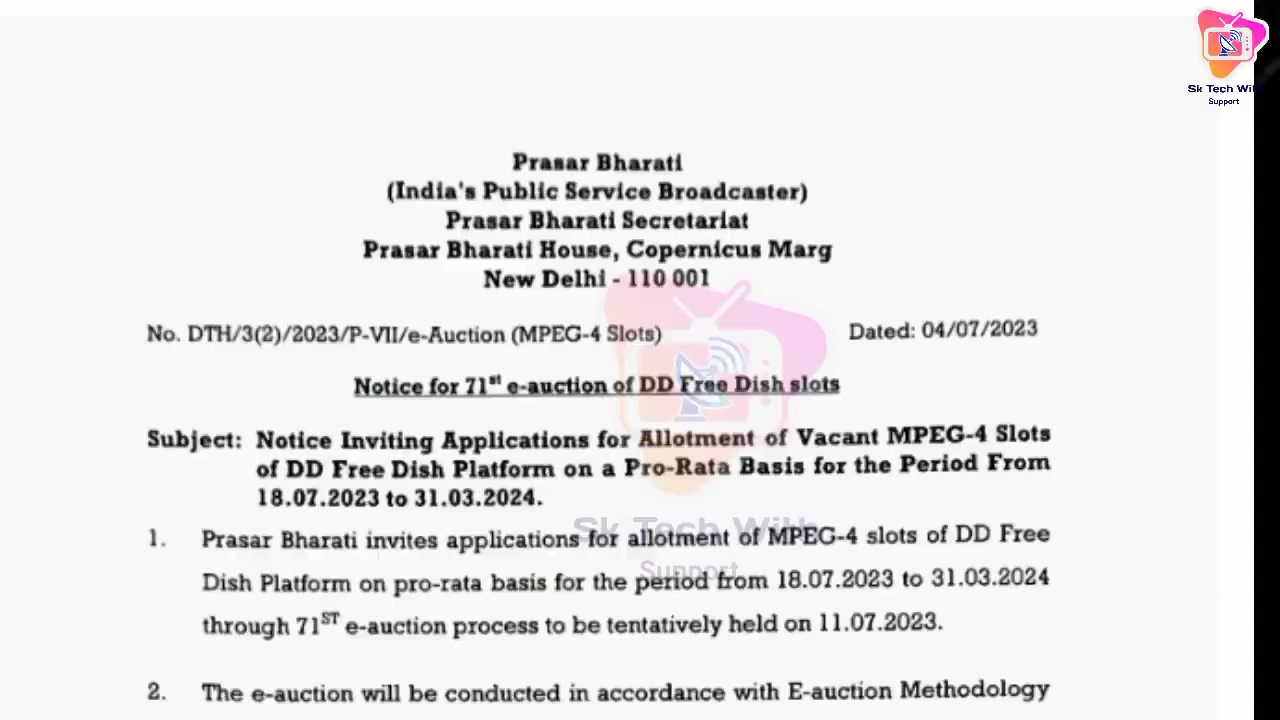 Sk Tech With
Support
Prasar Bharati
(India's Public Service Broadcaster)
Prasar Bharati Secretariat
Prasar Bharati House, Copernicus Marg
New Delhi - 110 001
No. DTH/3(2)/2023/P-VII/e-Auction (MPEG-4 Slots) Dated: 04/07/2023
Notice for 71st e-auction of DD Free Dish slots
Subject: Notice Inviting Applications for Allotment of Vacant MPEG-4 Slots
of DD Free Dish Platform on a Pro-Rata Basis for the Period From
18.07.2023 to 31.03.2024.
Sk Tech With
1. Prasar Bharati invites applications for allotment of MPEG-4 slots of DD Free
Support
Dish Platform on pro-rata basis for the period from 18.07.2023 to 31.03.2024
through 71ST e-auction process to be tentatively held on 11.07.2023.
2. The e-auction will be conducted in accordance with E-auction Methodology